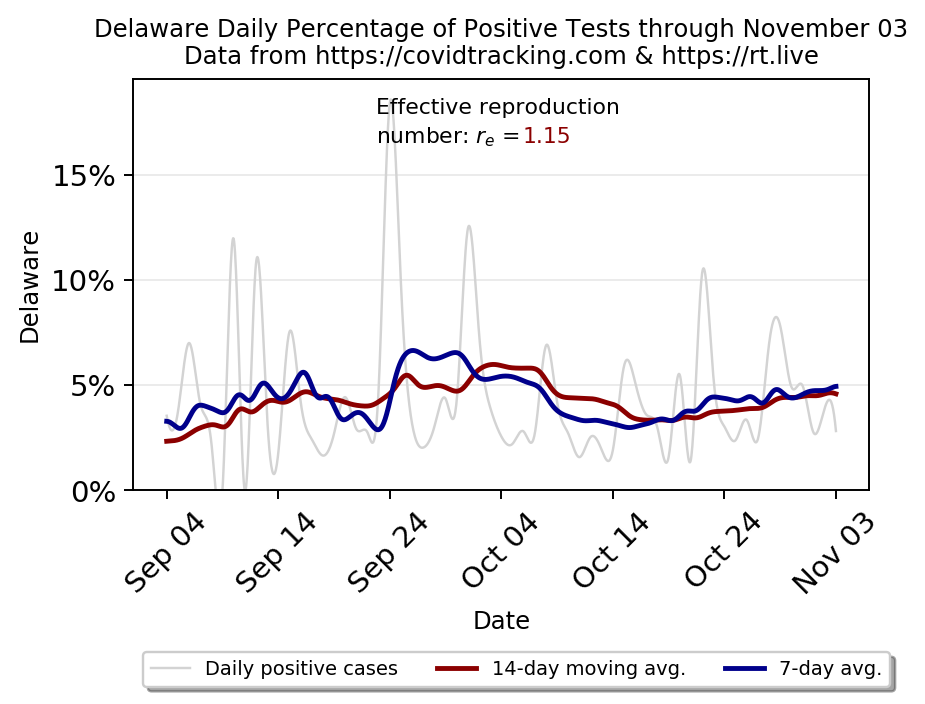 Delaware Daily Percentage of Positive Tests through November 03
Data from https://covidtracking.com & https://rt.live
Effective reproduction
number: rₑ =1.15
15%
10%
5%
0%
Delaware
Sep 04
Sep 14
Sep 24
Oct 04
Oct 14
Oct 24
Nov 03
Date
Daily positive cases
14-day moving avg.
7-day avg.